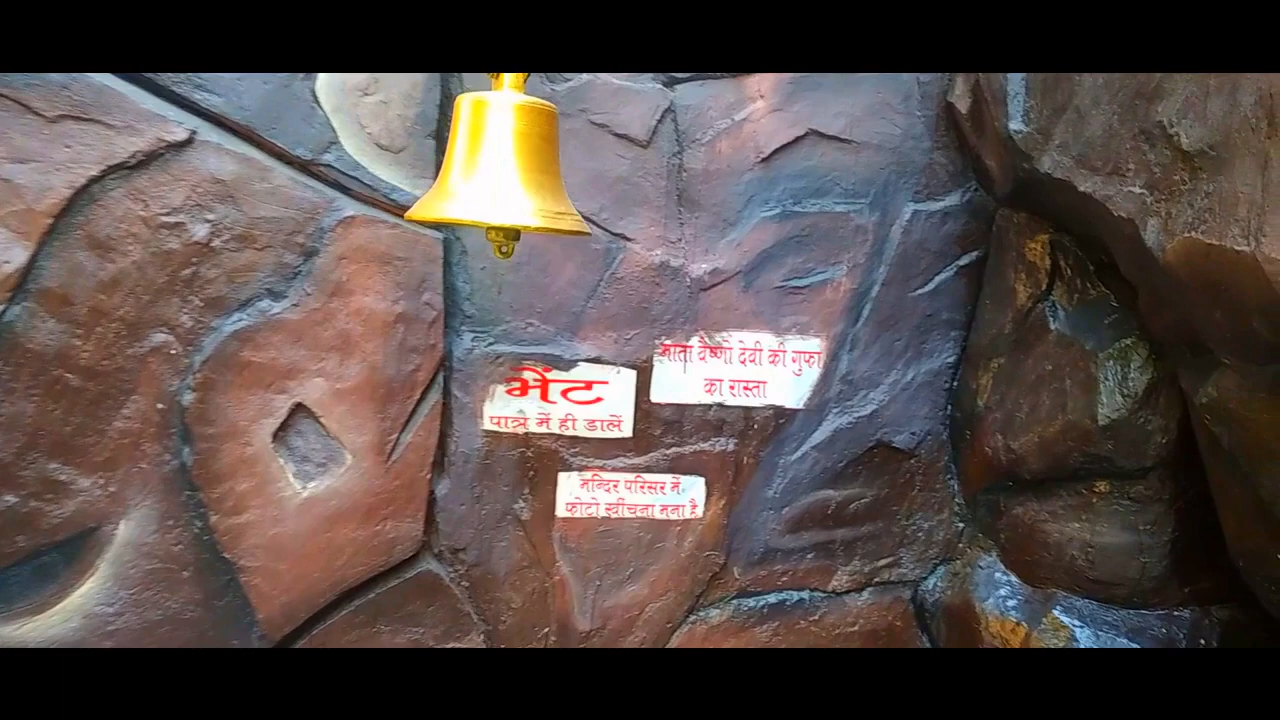 माता वैष्णो देवी की गुफा
का रास्ता
भेंट
पात्र में ही डालें
मन्दिर परिसर में
फोटो खींचना मना है